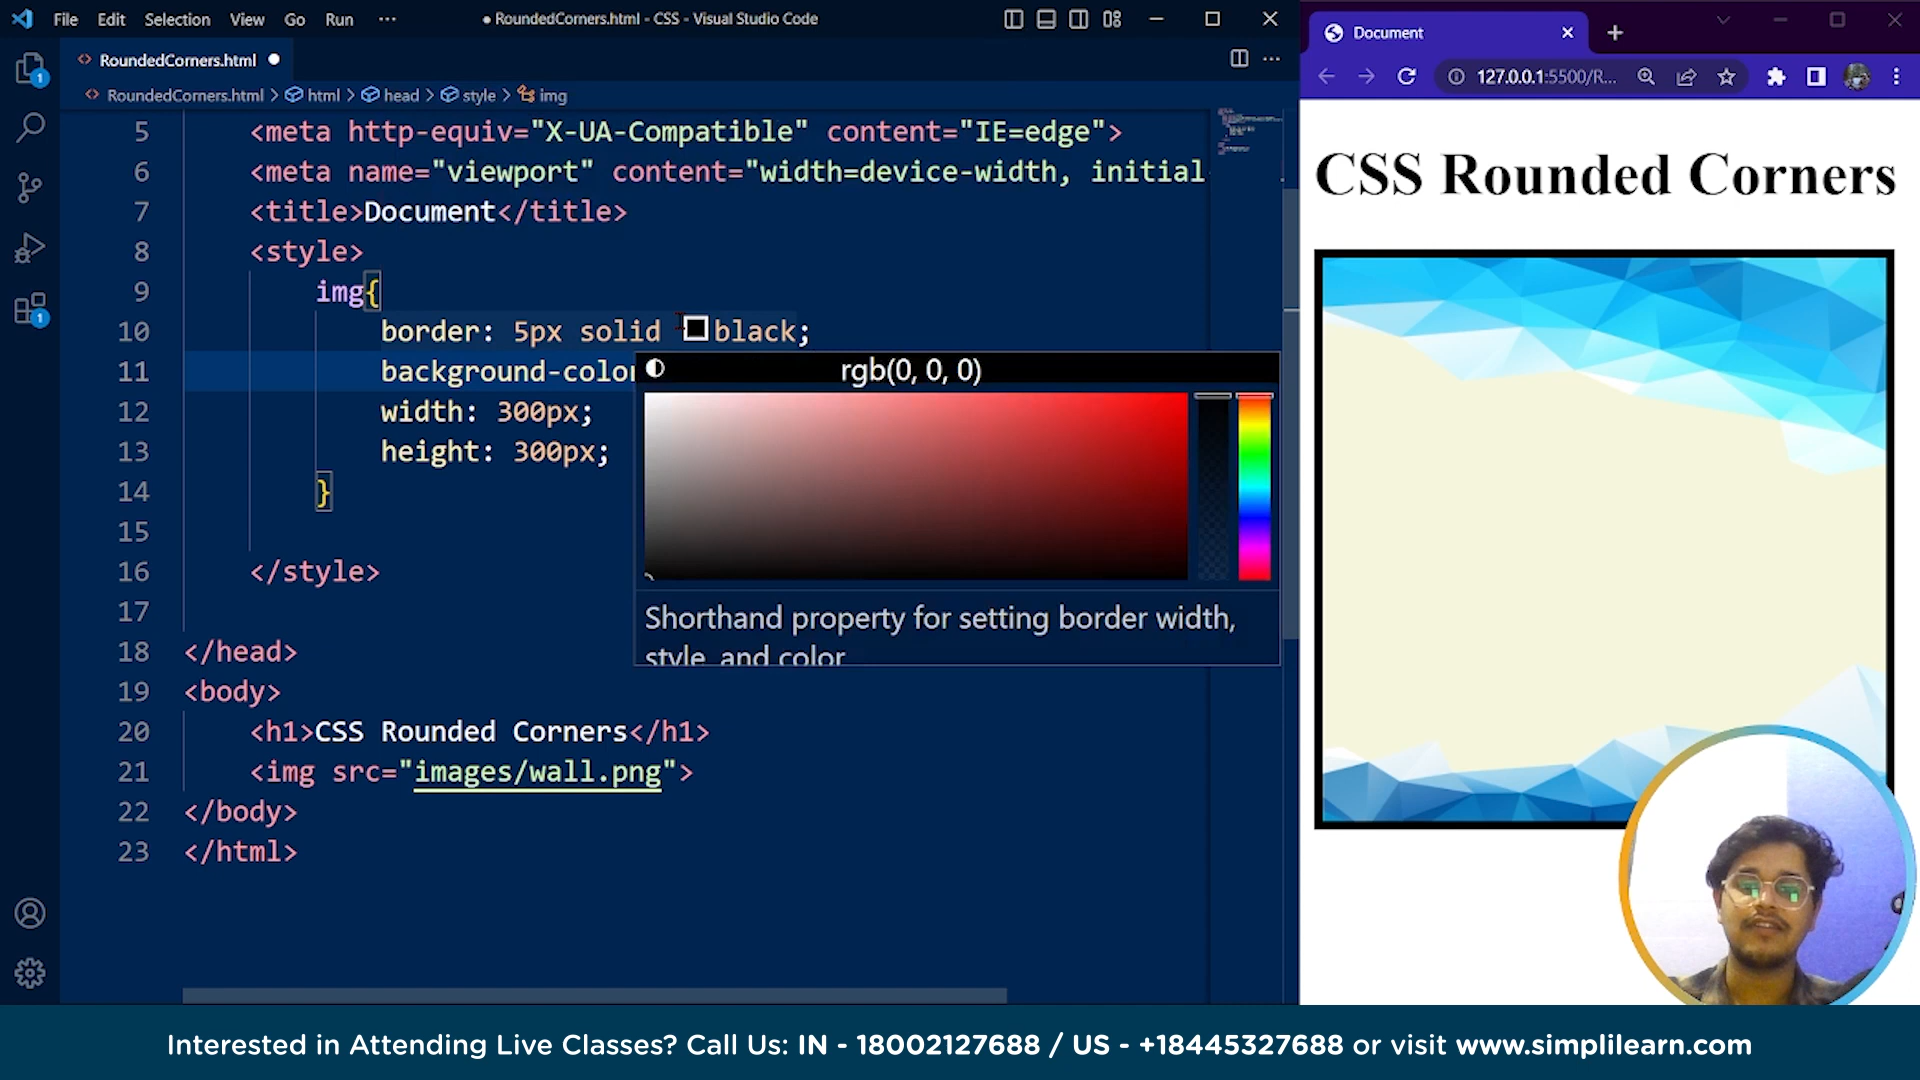 File Edit Selection View Go Run ···
● RoundedCorners.html - CSS - Visual Studio Code
RoundedCorners.html ●
RoundedCorners.html > html > head > style > img
5 <meta http-equiv="X-UA-Compatible" content="IE=edge">
6 <meta name="viewport" content="width=device-width, initial
7 <title>Document</title>
8 <style>
9 img{
10 border: 5px solid black;
11 background-color
12 width: 300px;
13 height: 300px;
14 }
15
16 </style>
17
18 </head>
19 <body>
20 <h1>CSS Rounded Corners</h1>
21 <img src="images/wall.png">
22 </body>
23 </html>
rgb(0, 0, 0)
Shorthand property for setting border width,
style, and color
1
1
Document
127.0.0.1:5500/R...
CSS Rounded Corners
Interested in Attending Live Classes? Call Us: IN - 18002127688 / US - +18445327688 or visit www.simplilearn.com